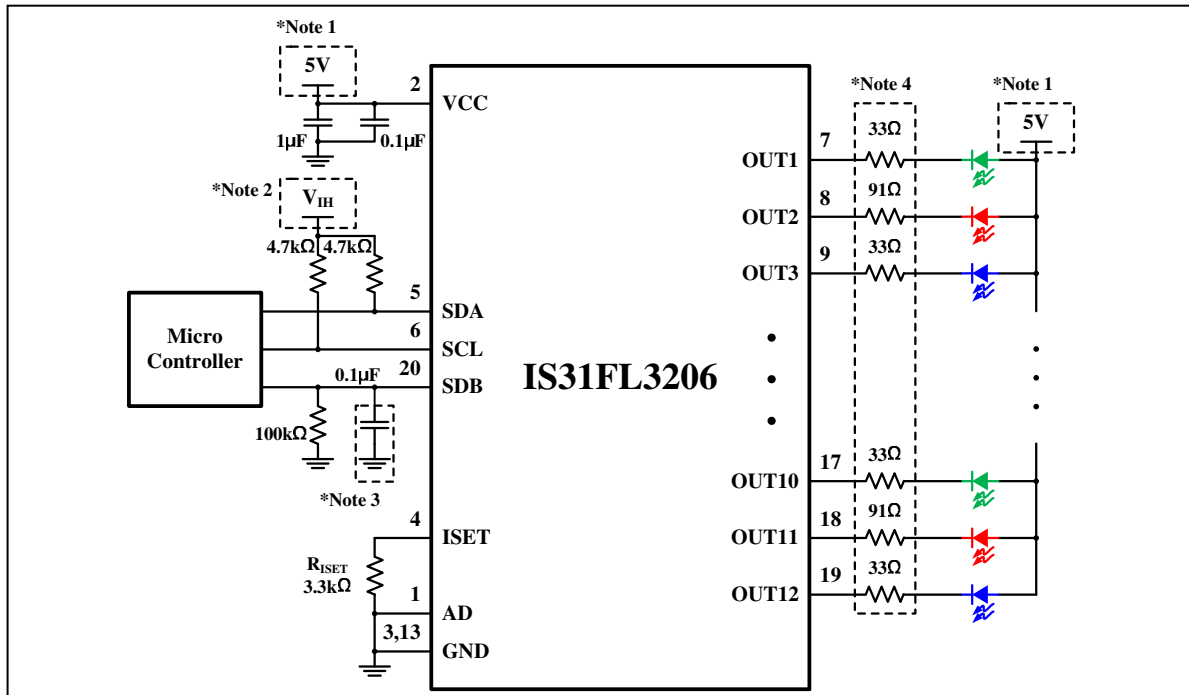 *Note 1
5V
2
VCC
1μF
0.1μF
*Note 2
VIH
4.7kΩ 4.7kΩ
5
SDA
6
SCL
20
SDB
Micro
Controller
0.1μF
100kΩ
*Note 3
4
ISET
RISET
3.3kΩ
1
AD
3,13
GND
IS31FL3206
*Note 4
*Note 1
5V
33Ω
7
OUT1
91Ω
8
OUT2
33Ω
9
OUT3
33Ω
17
OUT10
91Ω
18
OUT11
33Ω
19
OUT12